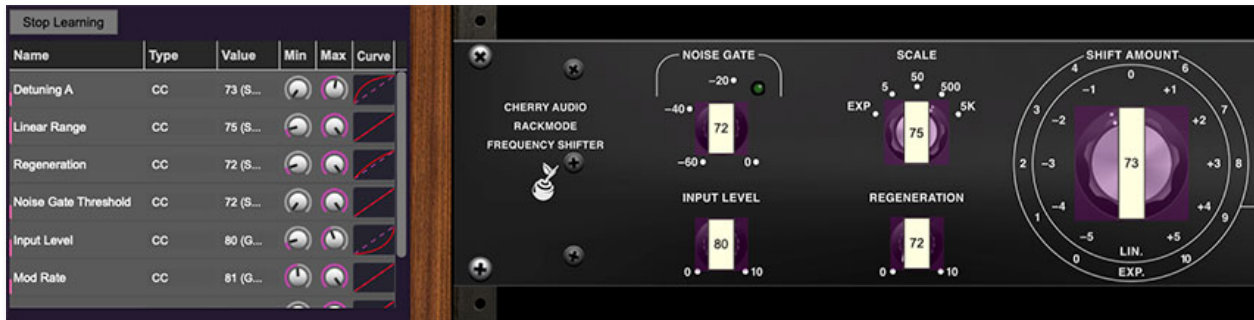 Stop Learning
Name Type Value Min Max Curve
Detuning A CC 73 (S...
Linear Range CC 75 (S...
Regeneration CC 72 (S...
Noise Gate Threshold CC 72 (S...
Input Level CC 80 (G...
Mod Rate CC 81 (G...
CHERRY AUDIO
RACKMODE
FREQUENCY SHIFTER
NOISE GATE
-20
-40
72
-60 0
INPUT LEVEL
80
0 10
SCALE
50
5 500
EXP 5K
75
REGENERATION
72
0 10
SHIFT AMOUNT
4 0 6
-1 +1
3 7
-2 +2
2 -3 73 +3 8
-4 +4
1 9
-5 +5
LIN.
0 10
EXP.